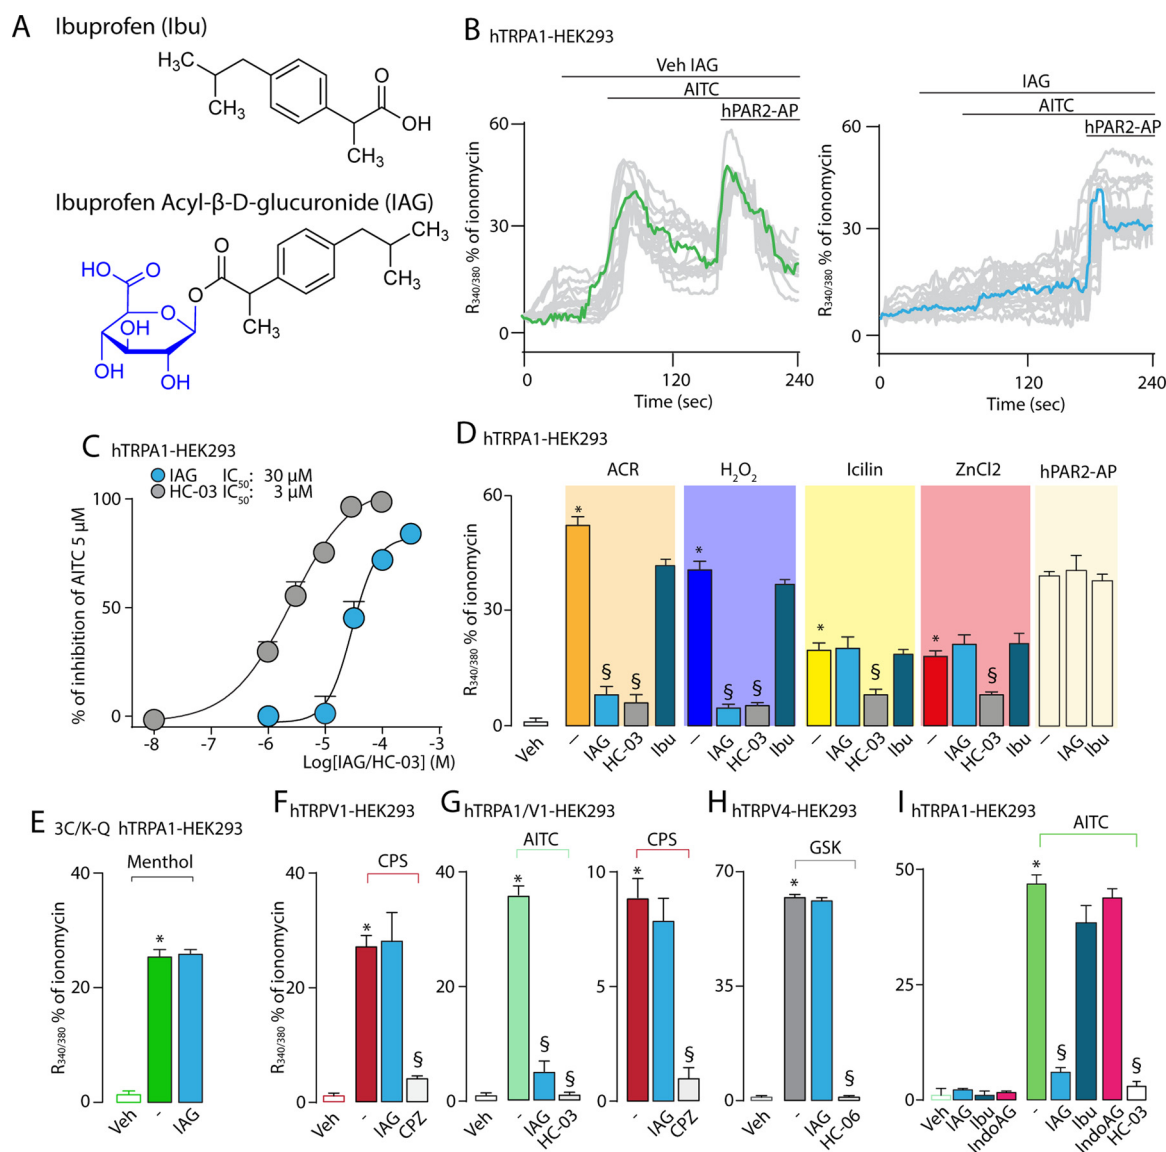 A
Ibuprofen (Ibu)
H₃C
CH₃
O
OH
CH₃
Ibuprofen Acyl-β-D-glucuronide (IAG)
CH₃
O
CH₃
HO
O
O
O
CH₃
OH
HO
OH
OH
B hTRPA1-HEK293
Veh IAG
AITC
hPAR2-AP
R340/380 % of ionomycin
60
30
0
0 120 240
Time (sec)
IAG
AITC
hPAR2-AP
R340/380 % of ionomycin
60
30
0
0 120 240
Time (sec)
C hTRPA1-HEK293
IAG IC50: 30 µM
HC-03 IC50: 3 µM
% of inhibition of AITC 5 µM
100
50
0
-8 -7 -6 -5 -4 -3
Log[IAG/HC-03] (M)
D hTRPA1-HEK293
ACR H₂O₂ Icilin ZnCl2 hPAR2-AP
R340/380 % of ionomycin
60
30
0
* § § * § § * § * §
Veh – IAG HC-03 Ibu – IAG HC-03 Ibu – IAG HC-03 Ibu – IAG HC-03 Ibu – IAG Ibu
E 3C/K-Q hTRPA1-HEK293
Menthol
R340/380 % of ionomycin
40
20
0
*
Veh - IAG
F hTRPV1-HEK293
CPS
R340/380 % of ionomycin
40
20
0
* §
Veh - IAG CPZ
G hTRPA1/V1-HEK293
AITC
40
20
0
* § §
Veh - IAG HC-03
CPS
10
5
0
* §
- IAG CPZ
H hTRPV4-HEK293
GSK
70
35
0
* §
Veh - IAG HC-06
I hTRPA1-HEK293
AITC
50
25
0
* § §
Veh IAG Ibu IndoAG - IAG Ibu IndoAG HC-03